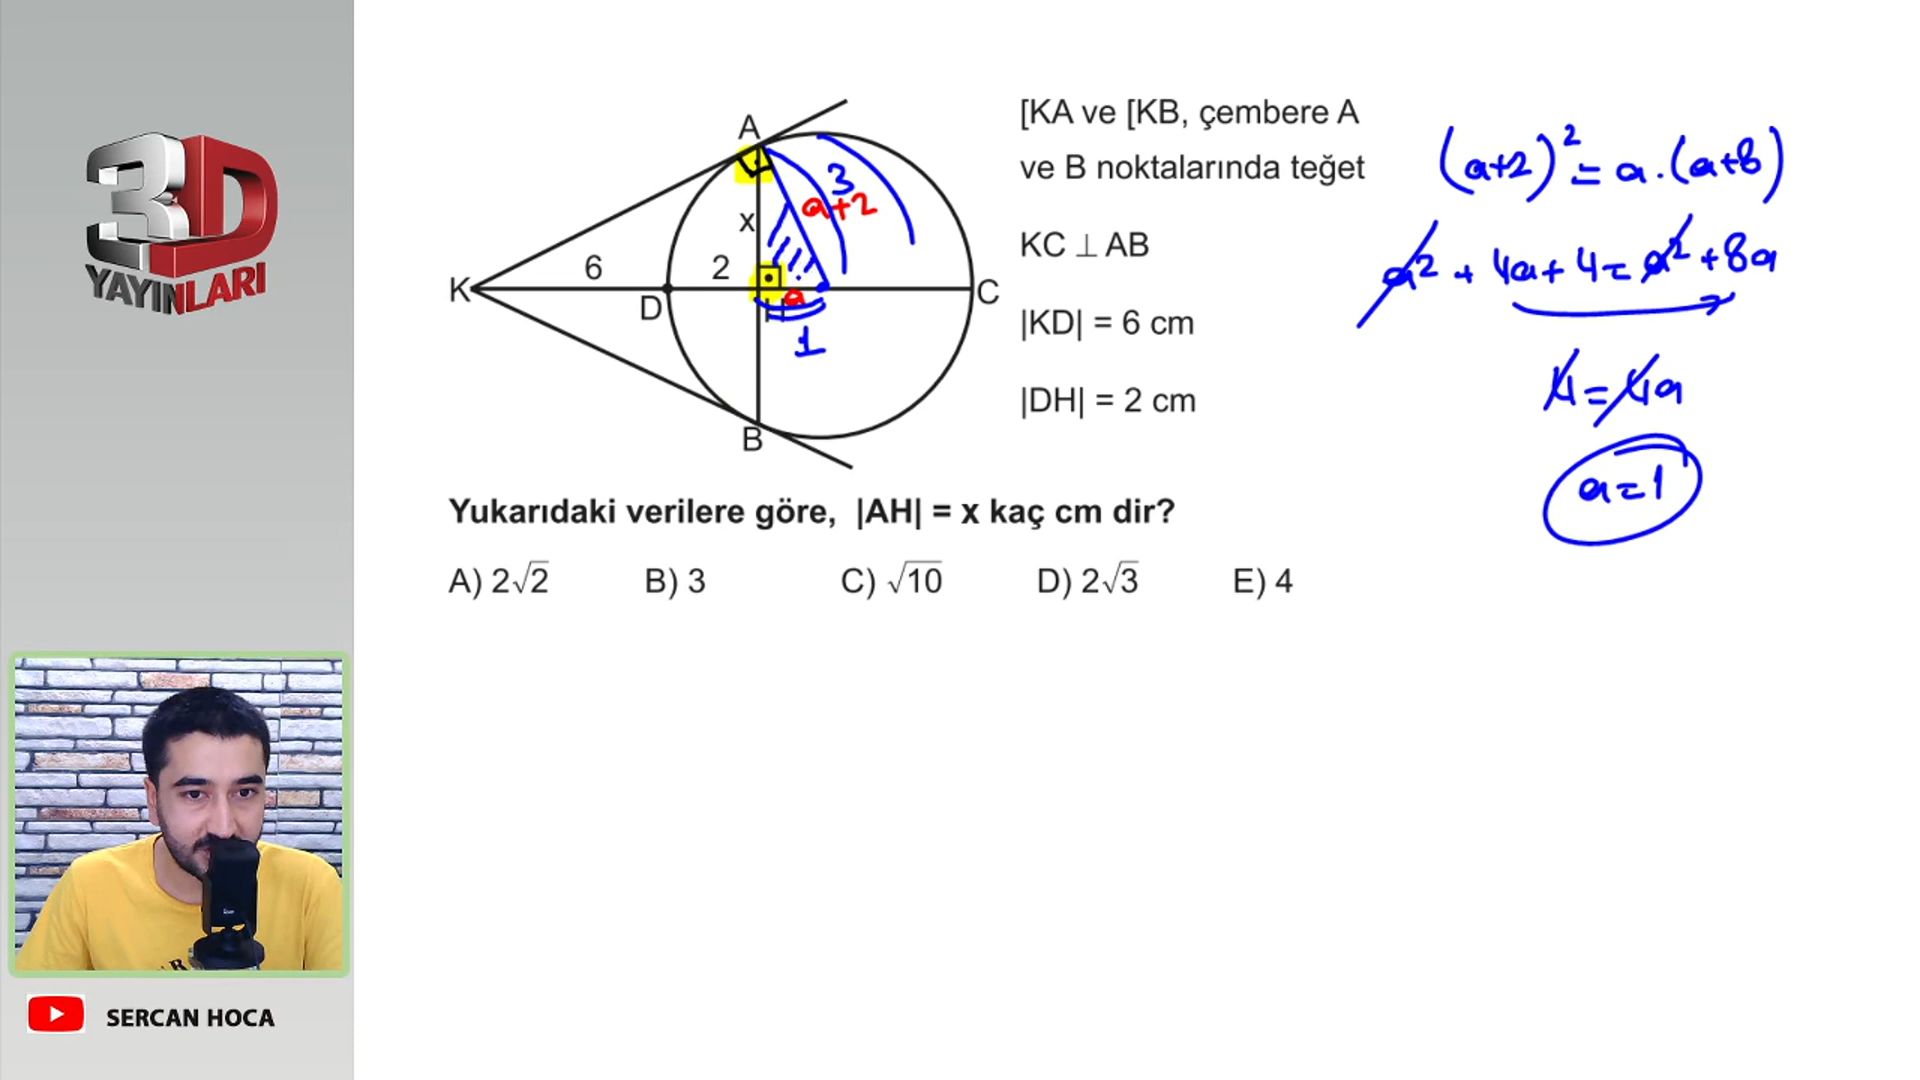 3D
YAYINLARI
A
3
a+2
x
6
2
K
D
a
H
C
1
B
[KA ve [KB, çembere A
ve B noktalarında teğet
KC ⊥ AB
|KD| = 6 cm
|DH| = 2 cm
(a+2)² = a.(a+8)
a² + 4a + 4 = a² + 8a
4 = 4a
a = 1
Yukarıdaki verilere göre, |AH| = x kaç cm dir?
A) 2√2 B) 3 C) √10 D) 2√3 E) 4
SERCAN HOCA